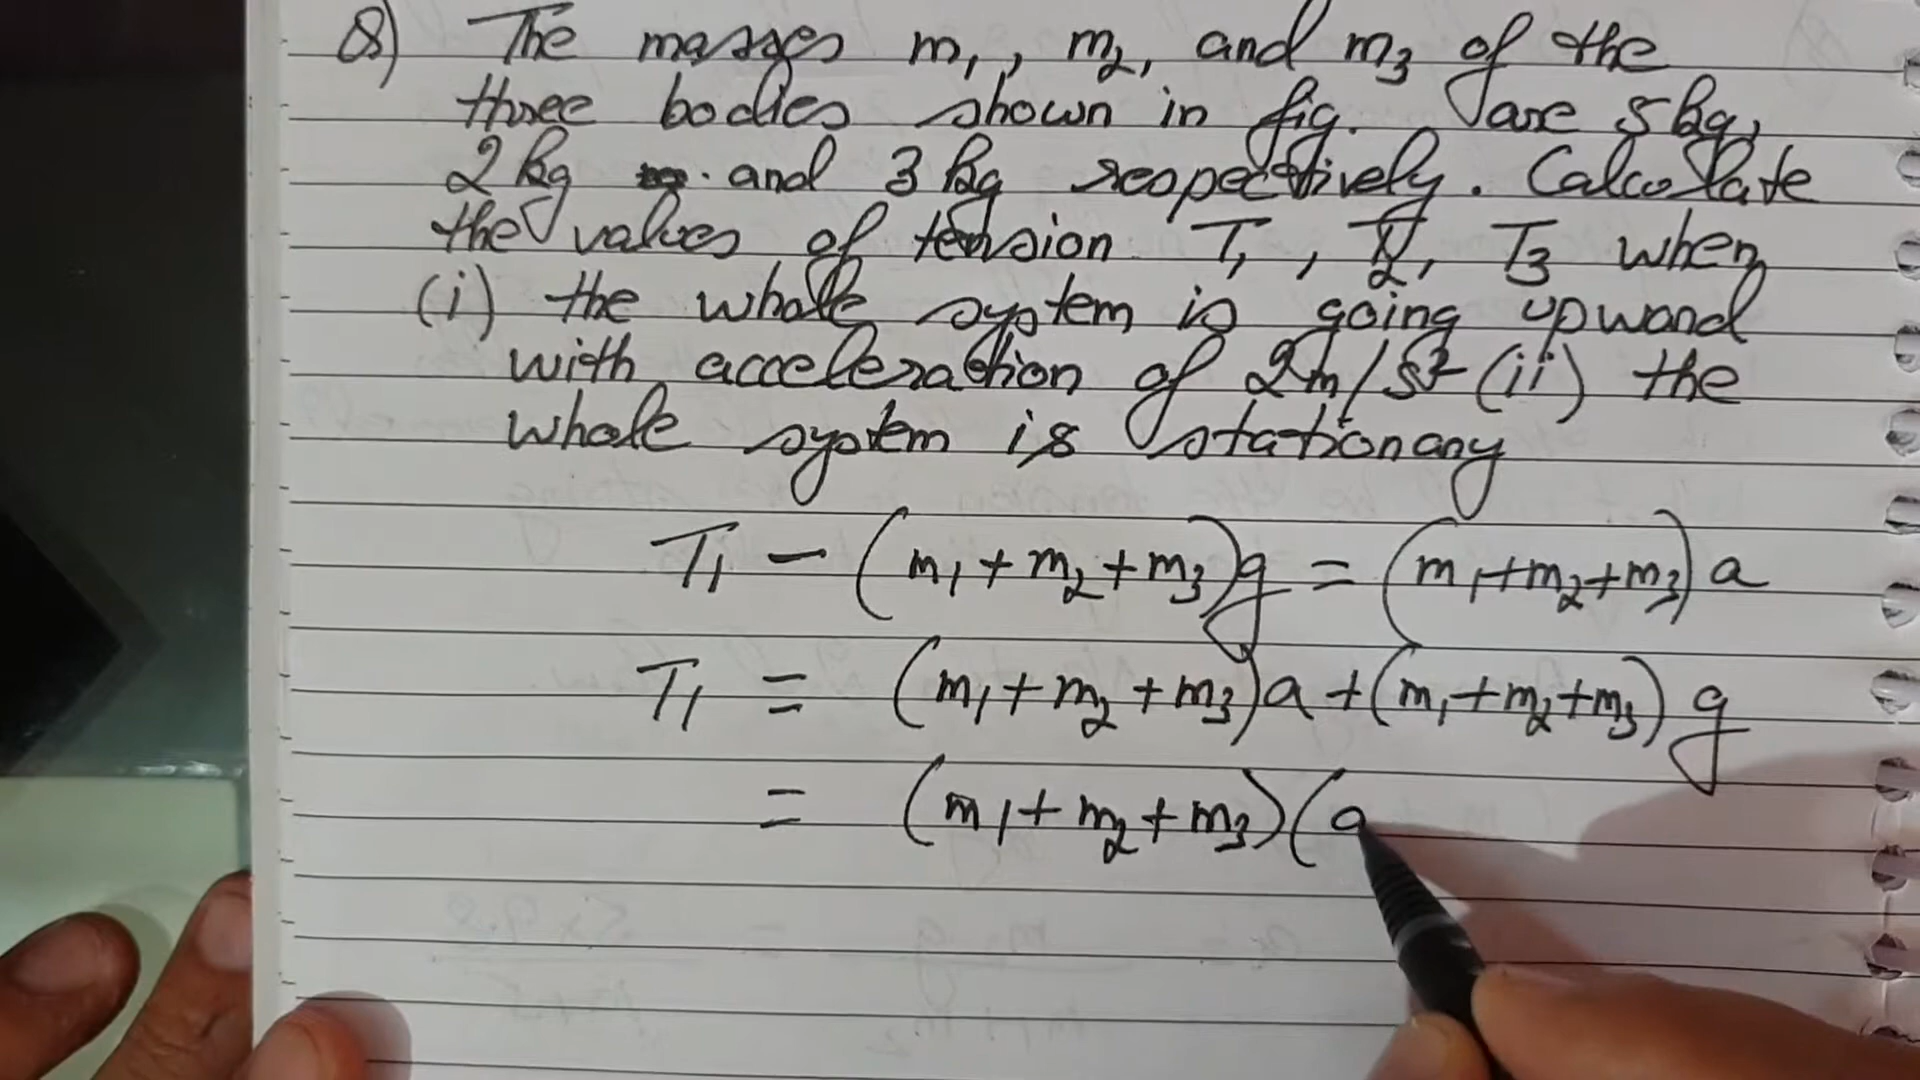 Q) The masses m₁, m₂, and m₃ of the
three bodies shown in fig. are 5kg,
2kg and 3kg respectively. Calculate
the values of tension T₁, T₂, T₃ when
(i) the whole system is going upward
with acceleration of 2m/s² (ii) the
whole system is stationary
T₁ - (m₁+m₂+m₃)g = (m₁+m₂+m₃)a
T₁ = (m₁+m₂+m₃)a+(m₁+m₂+m₃)g
= (m₁+m₂+m₃)(a